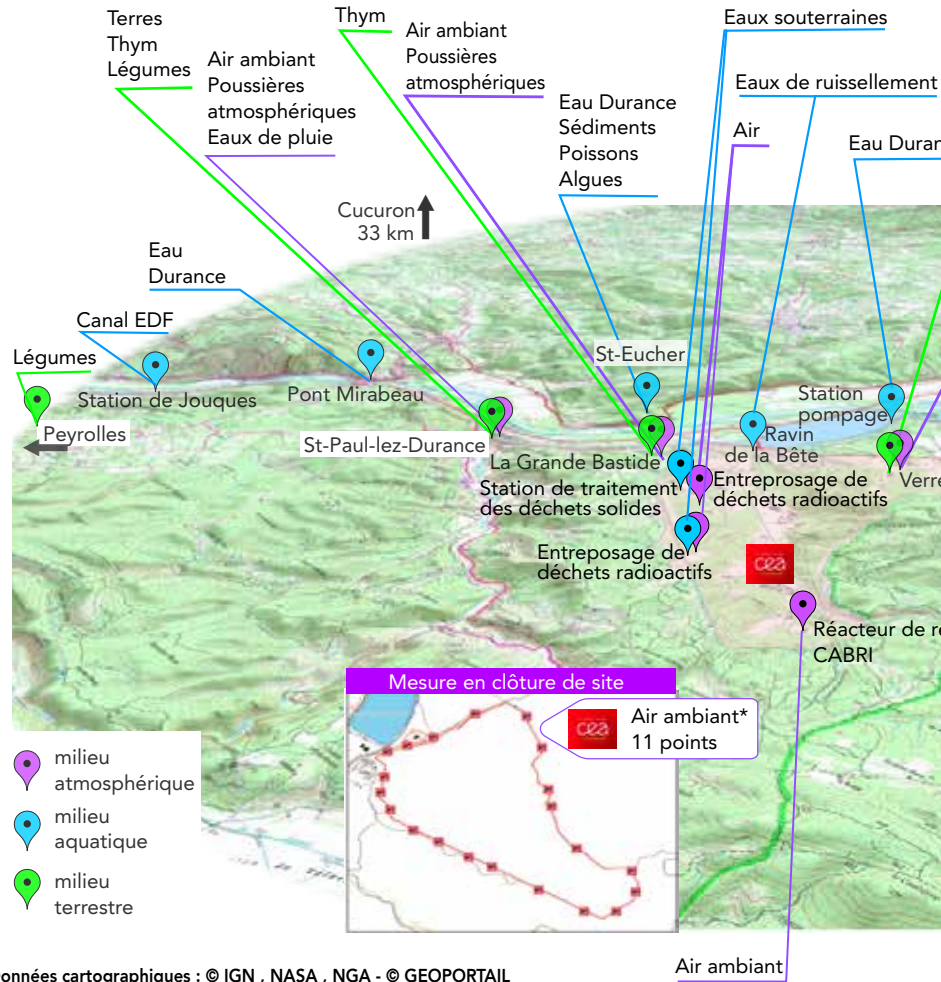 Terres
Thym
Légumes
Air ambiant
Poussières
atmosphériques
Eaux de pluie
Thym
Air ambiant
Poussières
atmosphériques
Eau Durance
Sédiments
Poissons
Algues
Eaux souterraines
Eaux de ruissellement
Air
Eau Duran
Cucuron
33 km
Eau
Durance
Canal EDF
Légumes
Peyrolles
Station de Jouques
Pont Mirabeau
St-Paul-lez-Durance
St-Eucher
La Grande Bastide
Station de traitement
des déchets solides
Entreprosage de
déchets radioactifs
Entreposage de
déchets radioactifs
Ravin
de la Bête
Station
pompage
Verre
cea
Réacteur de re
CABRI
Mesure en clôture de site
cea
Air ambiant*
11 points
milieu
atmosphérique
milieu
aquatique
milieu
terrestre
Air ambiant
Données cartographiques : © IGN , NASA , NGA - © GEOPORTAIL